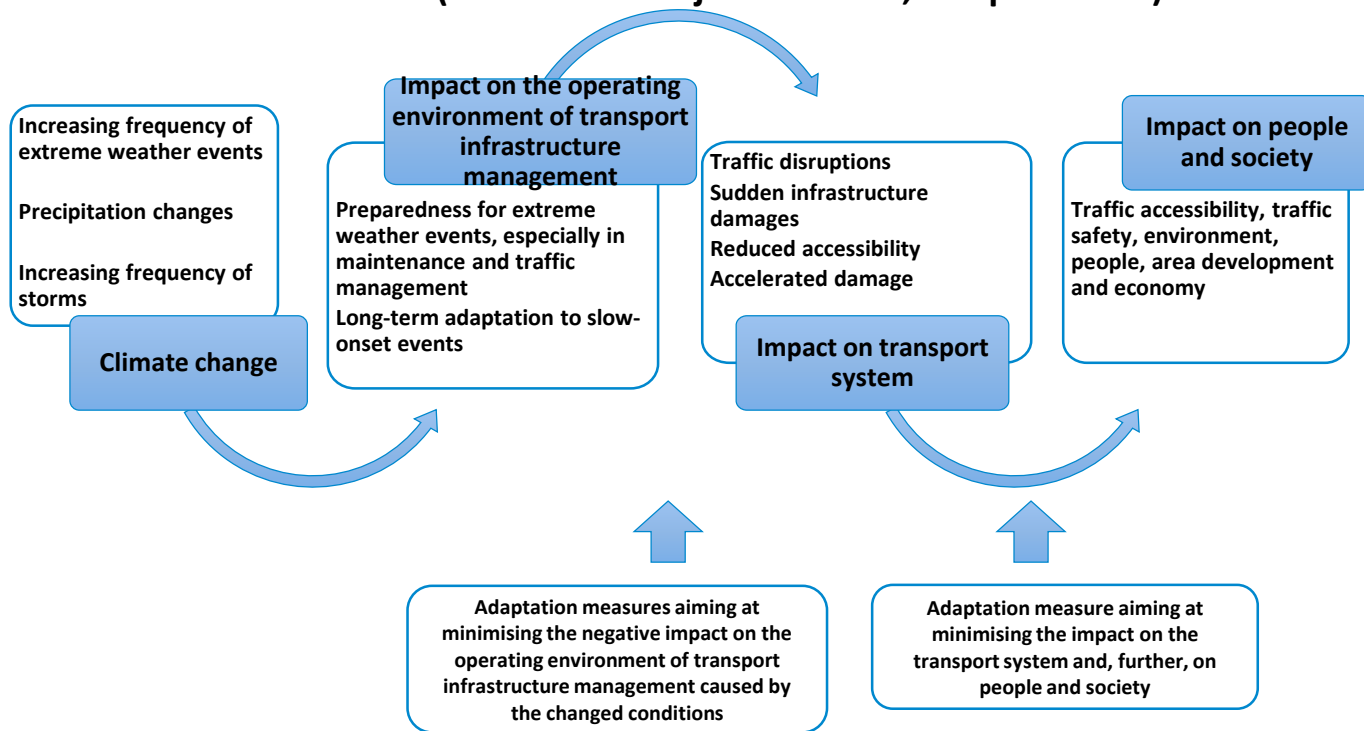 Increasing frequency of
extreme weather events
Precipitation changes
Increasing frequency of
storms
Climate change
Impact on the operating
environment of transport
infrastructure
management
Preparedness for extreme
weather events, especially in
maintenance and traffic
management
Long-term adaptation to slow-
onset events
Traffic disruptions
Sudden infrastructure
damages
Reduced accessibility
Accelerated damage
Impact on transport
system
Impact on people
and society
Traffic accessibility, traffic
safety, environment,
people, area development
and economy
Adaptation measures aiming at
minimising the negative impact on the
operating environment of transport
infrastructure management caused by
the changed conditions
Adaptation measure aiming at
minimising the impact on the
transport system and, further, on
people and society